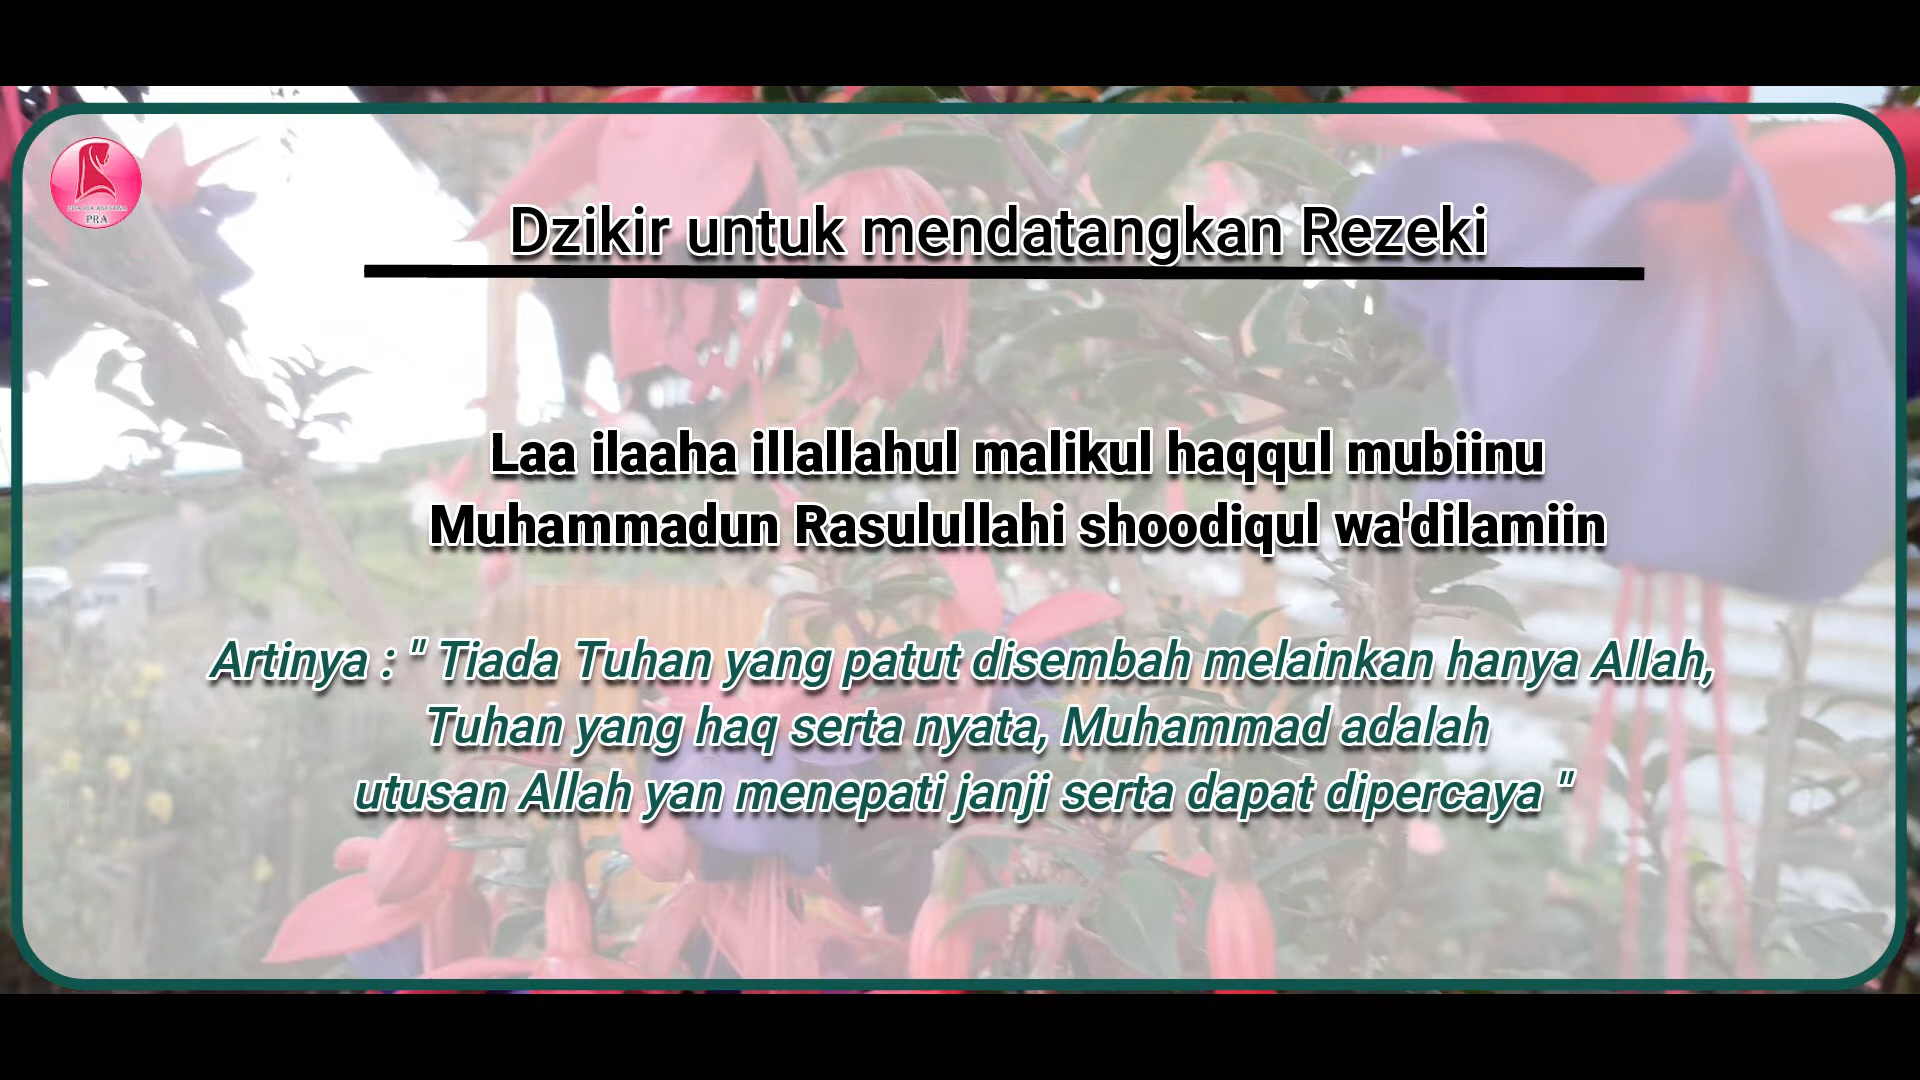 Dzikir untuk mendatangkan Rezeki
Laa ilaaha illallahul malikul haqqul mubiinu
Muhammadun Rasulullahi shoodiqul wa'dilamiin
Artinya : " Tiada Tuhan yang patut disembah melainkan hanya Allah,
Tuhan yang haq serta nyata, Muhammad adalah
utusan Allah yan menepati janji serta dapat dipercaya "
PRA